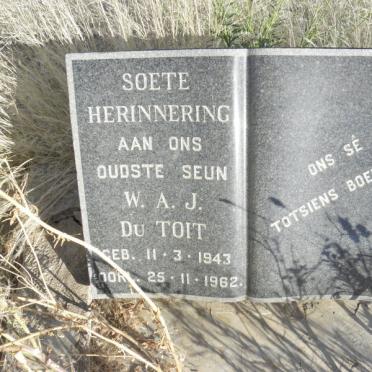 SOETE
HERINNERING
AAN ONS
OUDSTE SEUN
W. A. J.
DU TOIT
GEB. 11·3·1943
OORL. 25·11·1962.
ONS SÊ
TOTSIENS